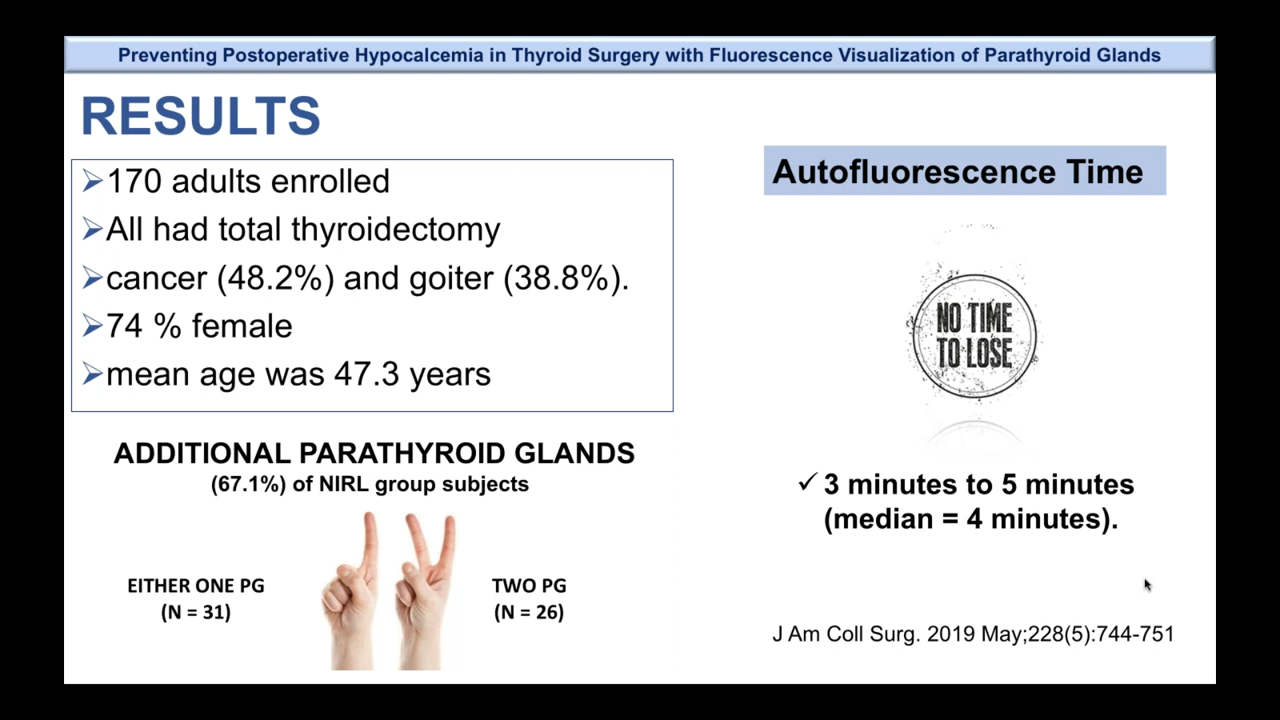 Preventing Postoperative Hypocalcemia in Thyroid Surgery with Fluorescence Visualization of Parathyroid Glands
RESULTS
➢170 adults enrolled
➢All had total thyroidectomy
➢cancer (48.2%) and goiter (38.8%).
➢74 % female
➢mean age was 47.3 years
ADDITIONAL PARATHYROID GLANDS
(67.1%) of NIRL group subjects
EITHER ONE PG
(N = 31)
TWO PG
(N = 26)
Autofluorescence Time
NO TIME
TO LOSE
✓ 3 minutes to 5 minutes
(median = 4 minutes).
J Am Coll Surg. 2019 May;228(5):744-751